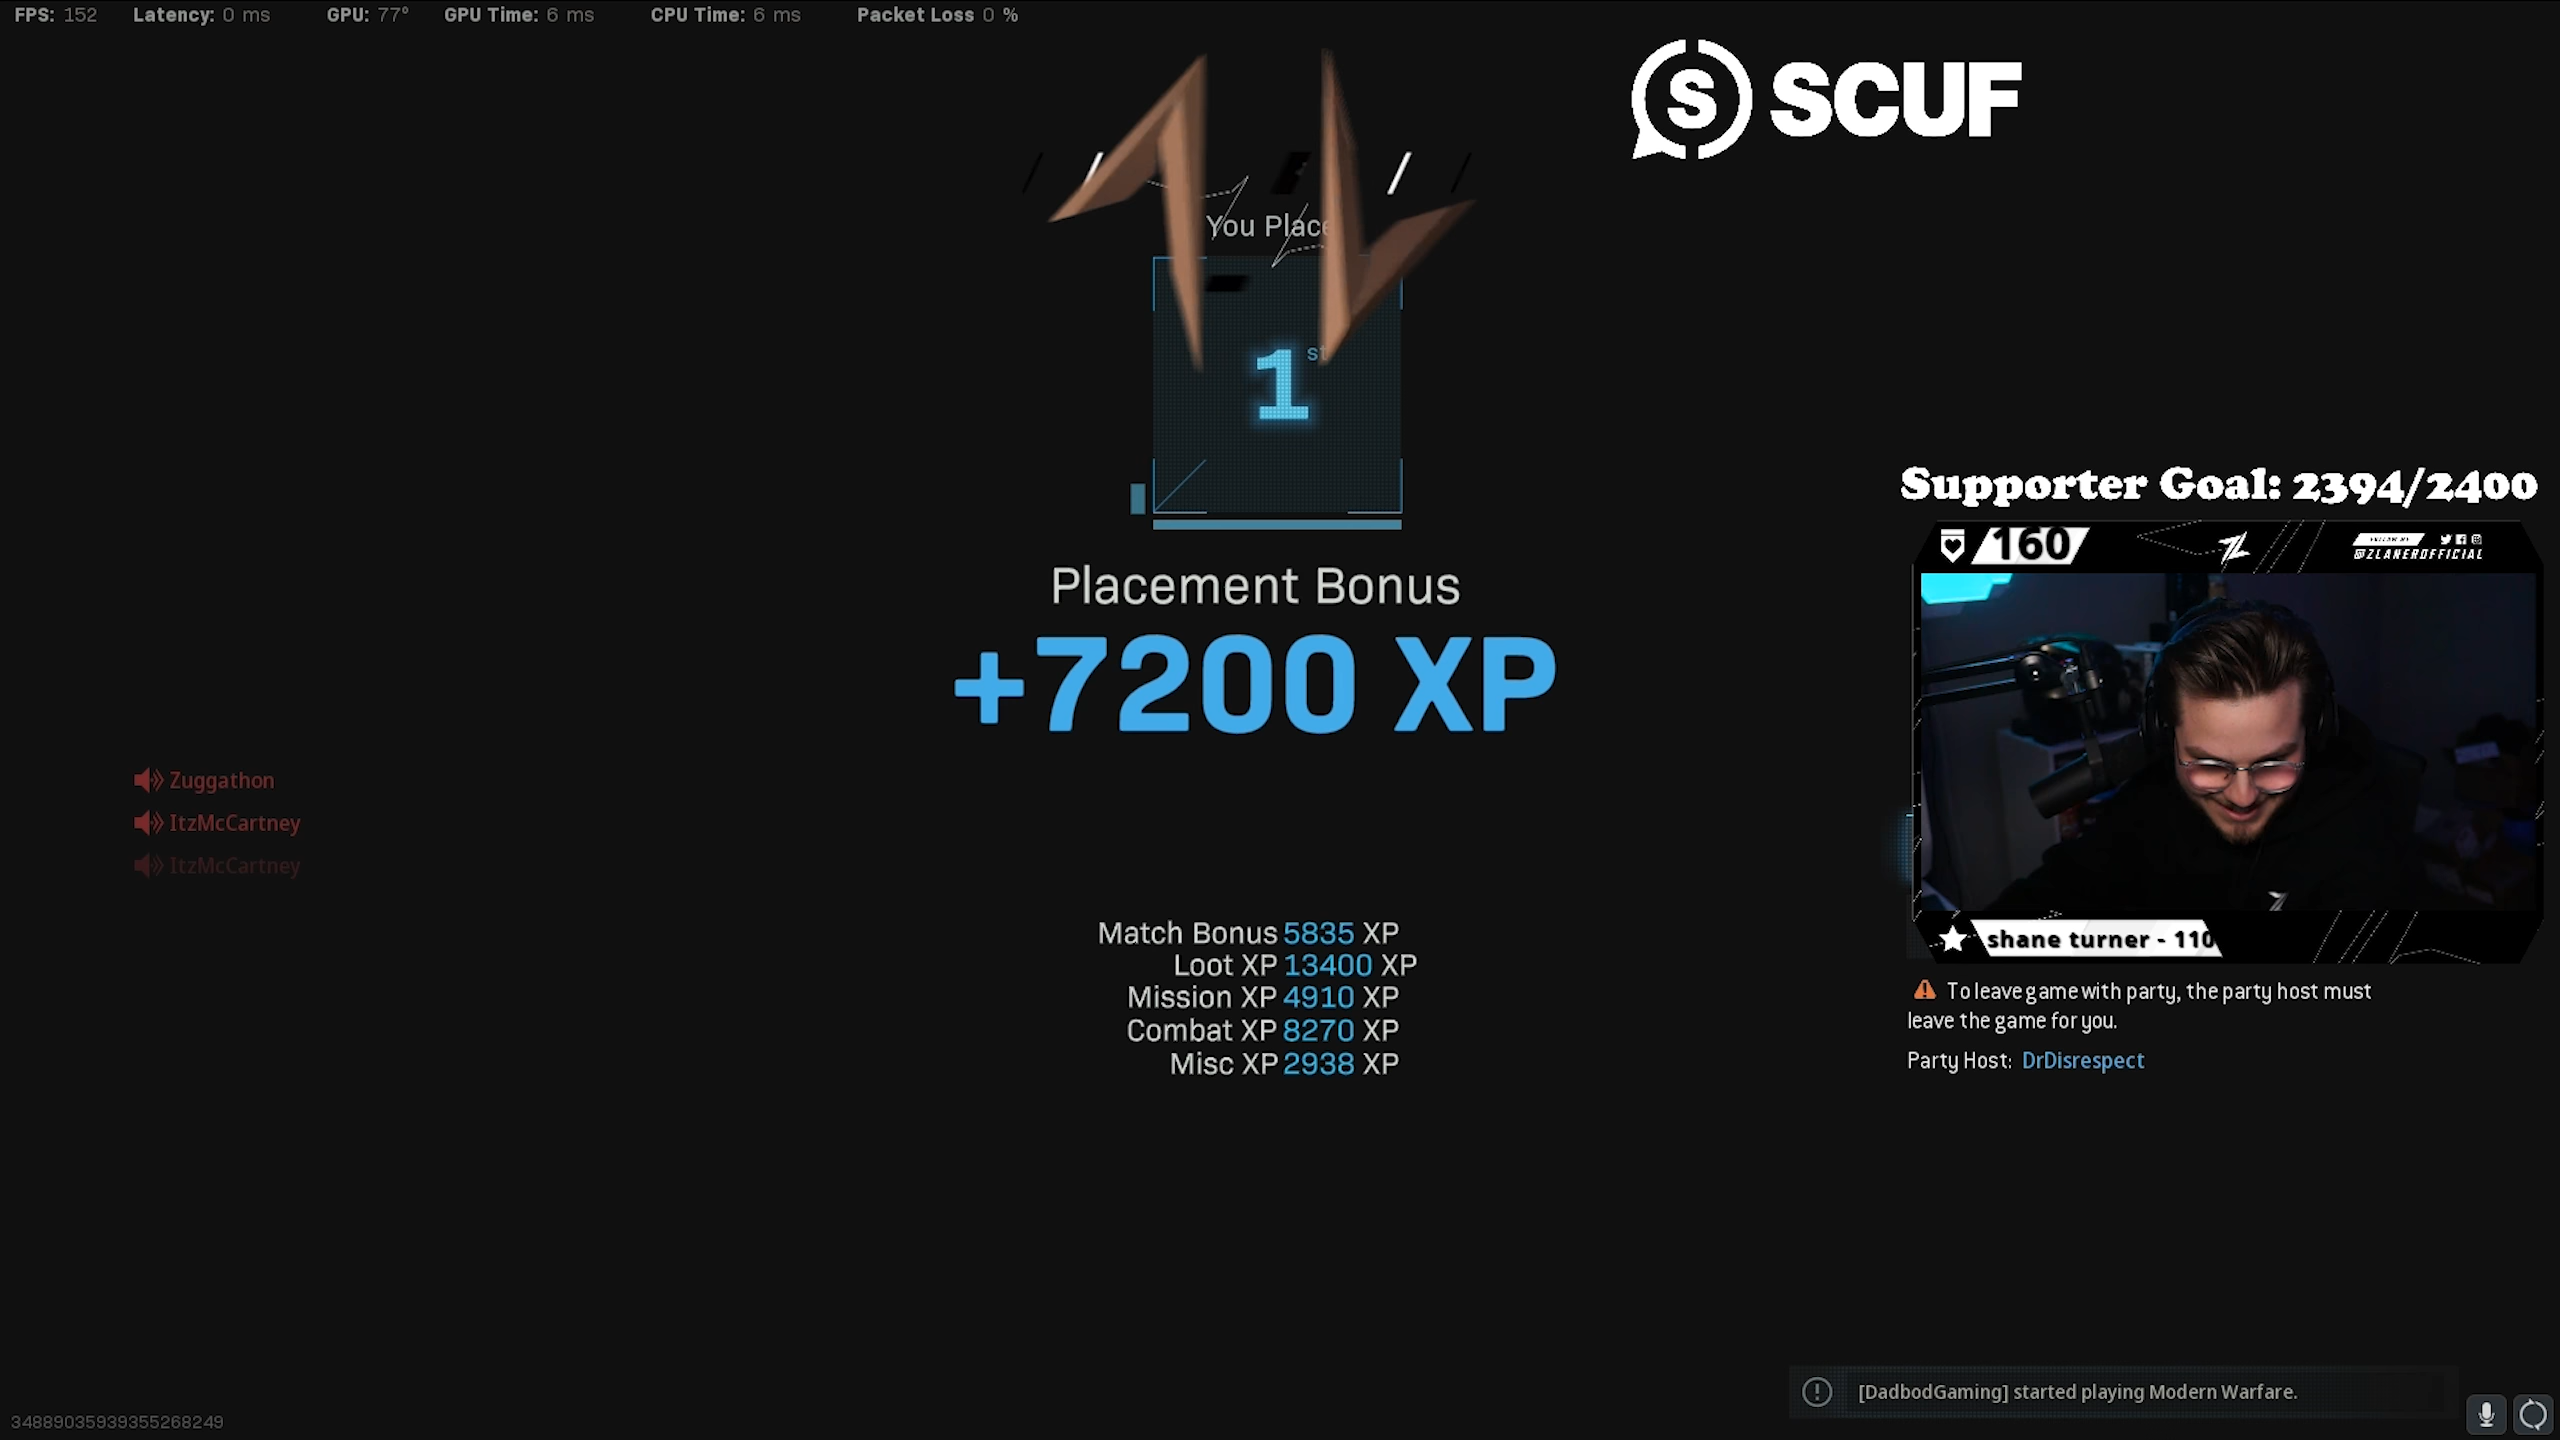 FPS: 152 Latency: 0 ms GPU: 77° GPU Time: 6 ms CPU Time: 6 ms Packet Loss 0 %
S SCUF
You Place
1st
Supporter Goal: 2394/2400
160
@ZLANEROFFICIAL
Placement Bonus
+7200 XP
Zuggathon
ItzMcCartney
ItzMcCartney
Match Bonus 5835 XP
Loot XP 13400 XP
Mission XP 4910 XP
Combat XP 8270 XP
Misc XP 2938 XP
shane turner - 110
To leave game with party, the party host must
leave the game for you.
Party Host: DrDisrespect
[DadbodGaming] started playing Modern Warfare.
34889035939355268249